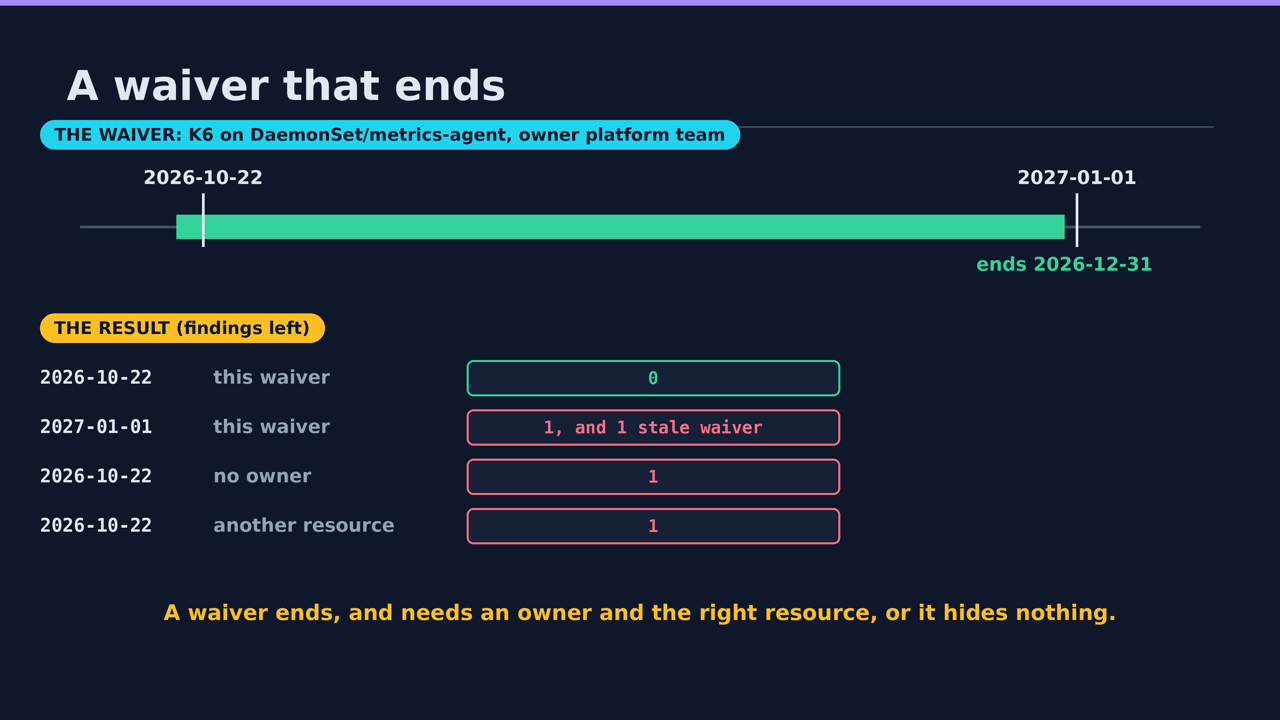 A waiver that ends
THE WAIVER: K6 on DaemonSet/metrics-agent, owner platform team
2026-10-22 2027-01-01
ends 2026-12-31
THE RESULT (findings left)
2026-10-22 this waiver 0
2027-01-01 this waiver 1, and 1 stale waiver
2026-10-22 no owner 1
2026-10-22 another resource 1
A waiver ends, and needs an owner and the right resource, or it hides nothing.